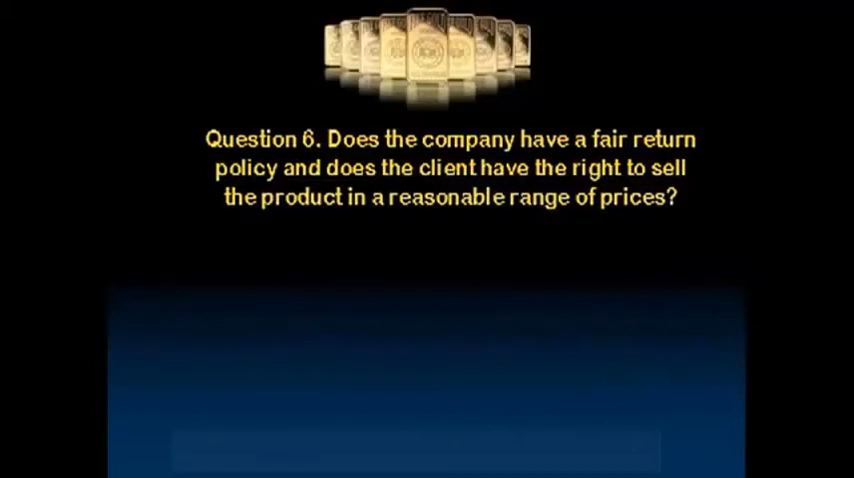 Question 6. Does the company have a fair return
policy and does the client have the right to sell
the product in a reasonable range of prices?